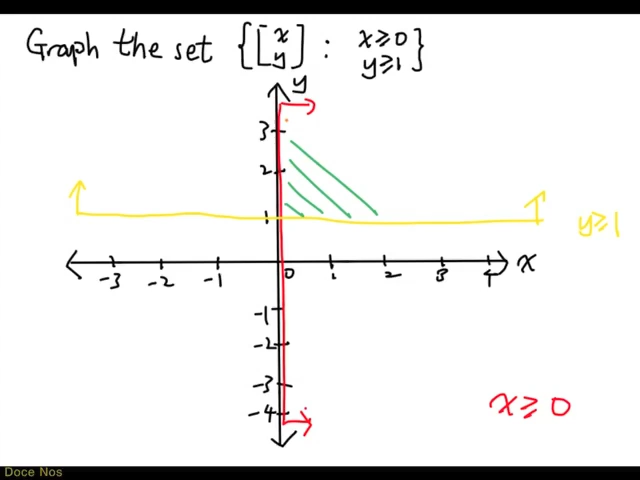 Graph the set {[x y] : x≥0 y≥1}
y
3
2
1
y≥1
-3 -2 -1 0 1 2 3 4 x
-1
-2
-3
-4
x≥0
Doce Nos